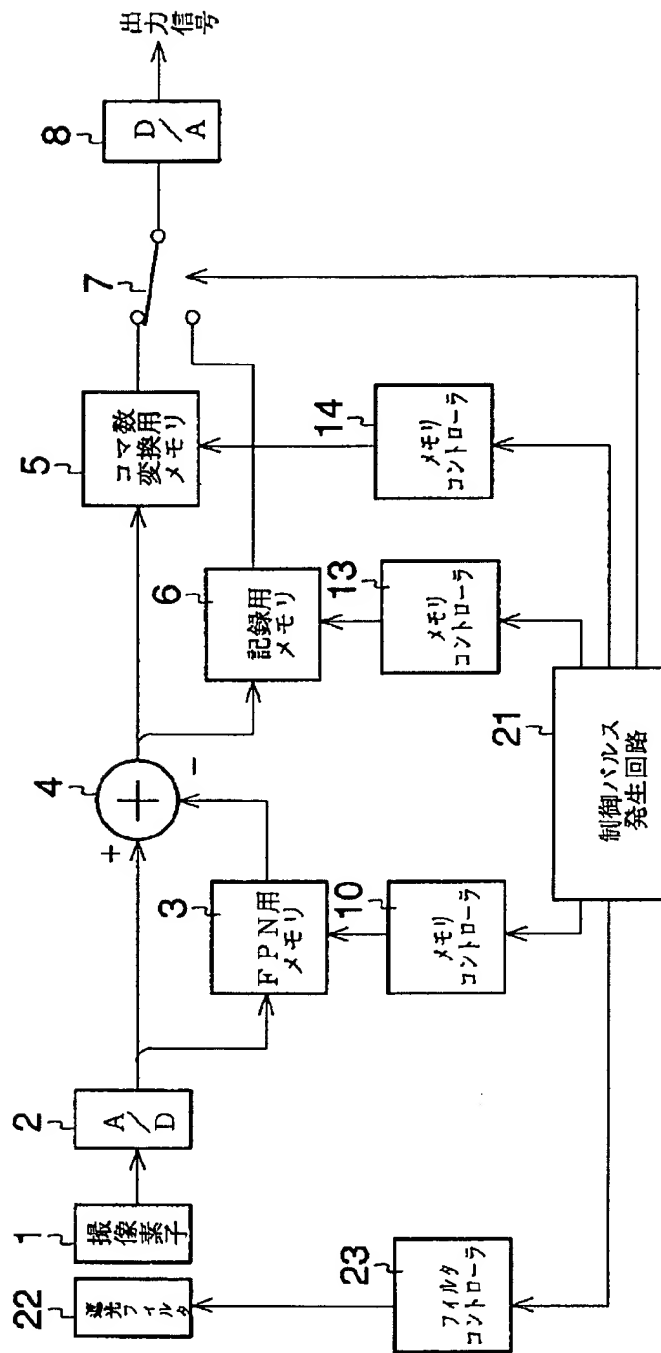 22
遮光フィルタ
1
撮像素子
2
A/D
3
FPN用
メモリ
4
+
−
5
コマ数
変換用
メモリ
6
記録用
メモリ
7
8
D/A
出力信号
23
フィルタ
コントローラ
10
メモリ
コントローラ
13
メモリ
コントローラ
14
メモリ
コントローラ
21
制御パルス
発生回路